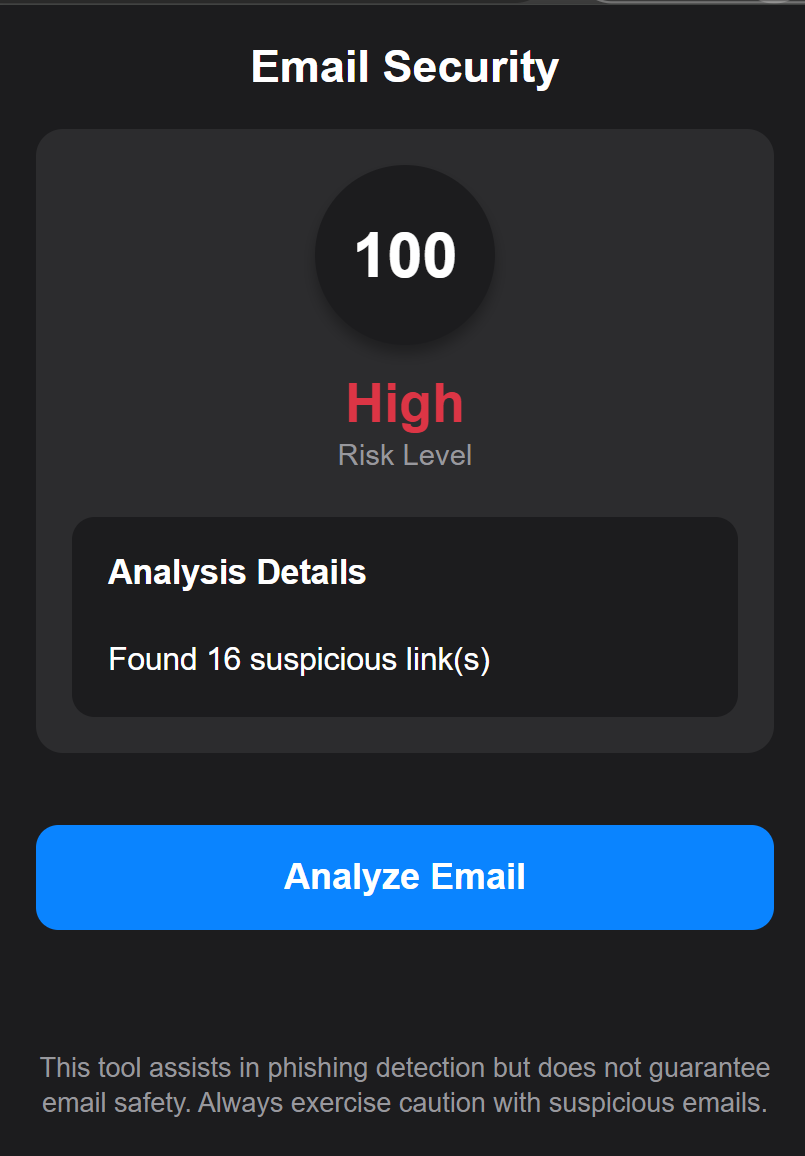 Email Security
100
High
Risk Level
Analysis Details
Found 16 suspicious link(s)
Analyze Email
This tool assists in phishing detection but does not guarantee
email safety. Always exercise caution with suspicious emails.